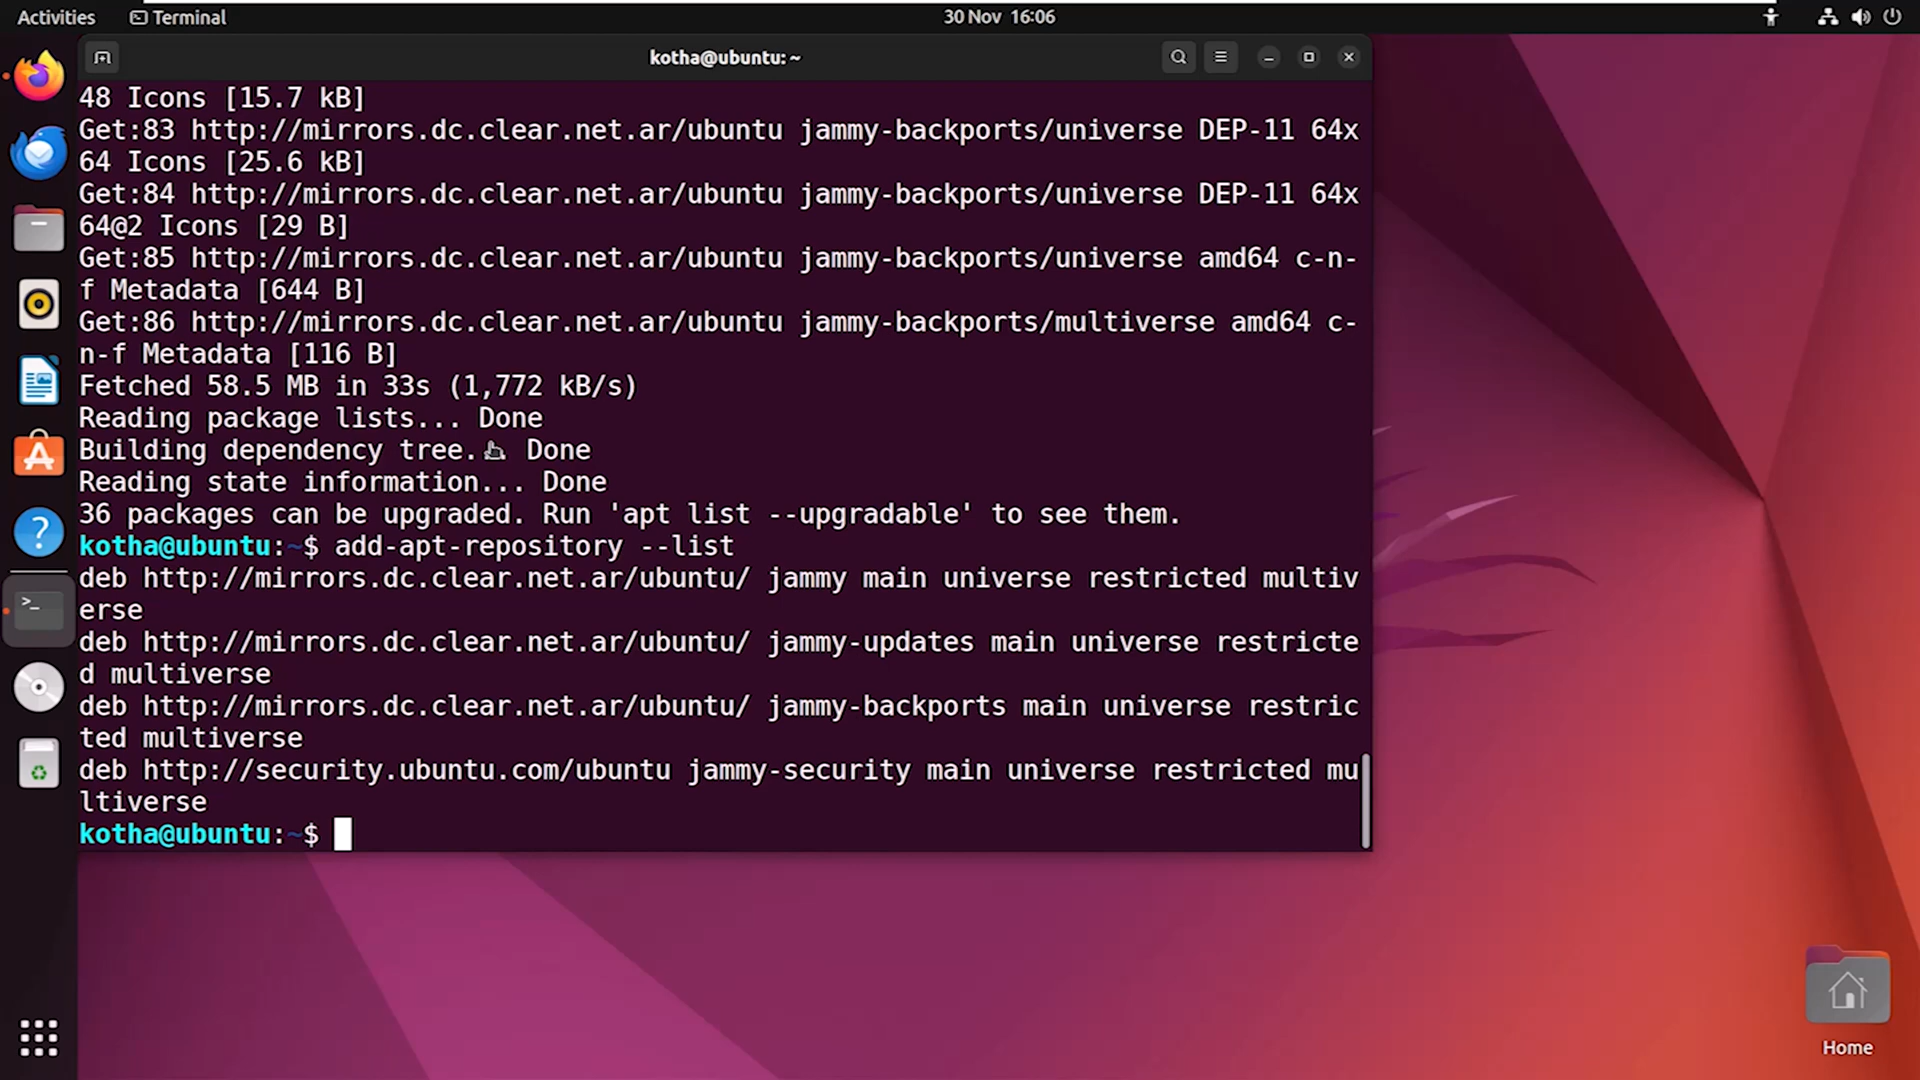 Activities Terminal 30 Nov 16:06
kotha@ubuntu: ~
48 Icons [15.7 kB]
Get:83 http://mirrors.dc.clear.net.ar/ubuntu jammy-backports/universe DEP-11 64x
64 Icons [25.6 kB]
Get:84 http://mirrors.dc.clear.net.ar/ubuntu jammy-backports/universe DEP-11 64x
64@2 Icons [29 B]
Get:85 http://mirrors.dc.clear.net.ar/ubuntu jammy-backports/universe amd64 c-n-
f Metadata [644 B]
Get:86 http://mirrors.dc.clear.net.ar/ubuntu jammy-backports/multiverse amd64 c-
n-f Metadata [116 B]
Fetched 58.5 MB in 33s (1,772 kB/s)
Reading package lists... Done
Building dependency tree... Done
Reading state information... Done
36 packages can be upgraded. Run 'apt list --upgradable' to see them.
kotha@ubuntu:~$ add-apt-repository --list
deb http://mirrors.dc.clear.net.ar/ubuntu/ jammy main universe restricted multiv
erse
deb http://mirrors.dc.clear.net.ar/ubuntu/ jammy-updates main universe restricte
d multiverse
deb http://mirrors.dc.clear.net.ar/ubuntu/ jammy-backports main universe restric
ted multiverse
deb http://security.ubuntu.com/ubuntu jammy-security main universe restricted mu
ltiverse
kotha@ubuntu:~$
Home